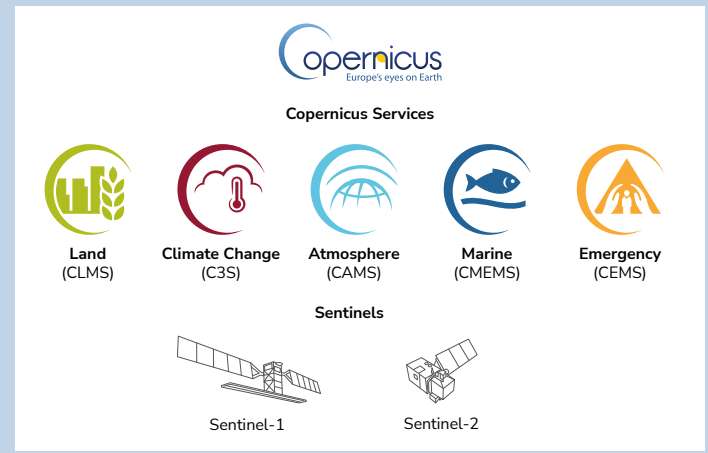 Copernicus
Europe's eyes on Earth
Copernicus Services
Land
(CLMS)
Climate Change
(C3S)
Atmosphere
(CAMS)
Marine
(CMEMS)
Emergency
(CEMS)
Sentinels
Sentinel-1
Sentinel-2